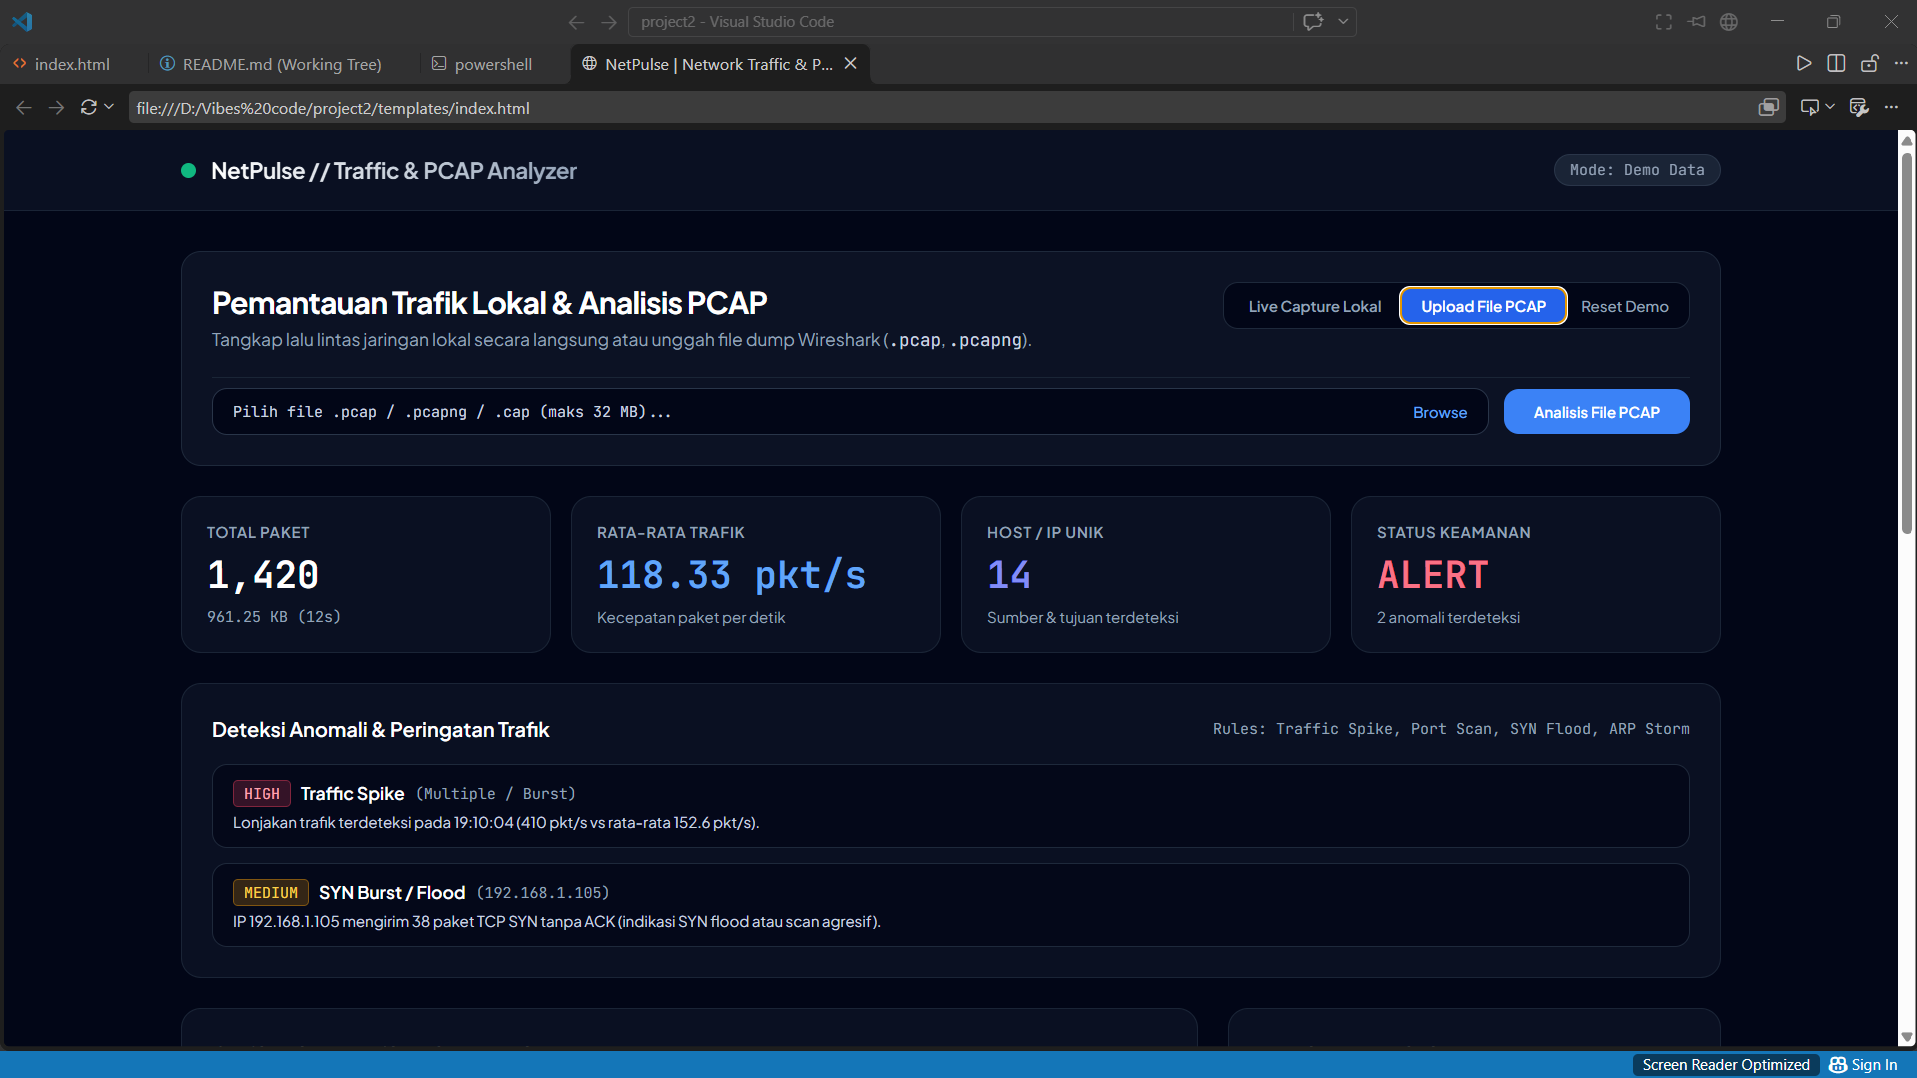 project2 - Visual Studio Code
index.html
README.md (Working Tree)
powershell
NetPulse | Network Traffic & P...
file:///D:/Vibes%20code/project2/templates/index.html
NetPulse // Traffic & PCAP Analyzer
Mode: Demo Data
Pemantauan Trafik Lokal & Analisis PCAP
Live Capture Lokal
Upload File PCAP
Reset Demo
Tangkap lalu lintas jaringan lokal secara langsung atau unggah file dump Wireshark (.pcap, .pcapng).
Pilih file .pcap / .pcapng / .cap (maks 32 MB)...
Browse
Analisis File PCAP
TOTAL PAKET
1,420
961.25 KB (12s)
RATA-RATA TRAFIK
118.33 pkt/s
Kecepatan paket per detik
HOST / IP UNIK
14
Sumber & tujuan terdeteksi
STATUS KEAMANAN
ALERT
2 anomali terdeteksi
Deteksi Anomali & Peringatan Trafik
Rules: Traffic Spike, Port Scan, SYN Flood, ARP Storm
HIGH Traffic Spike (Multiple / Burst)
Lonjakan trafik terdeteksi pada 19:10:04 (410 pkt/s vs rata-rata 152.6 pkt/s).
MEDIUM SYN Burst / Flood (192.168.1.105)
IP 192.168.1.105 mengirim 38 paket TCP SYN tanpa ACK (indikasi SYN flood atau scan agresif).
Screen Reader Optimized
Sign In